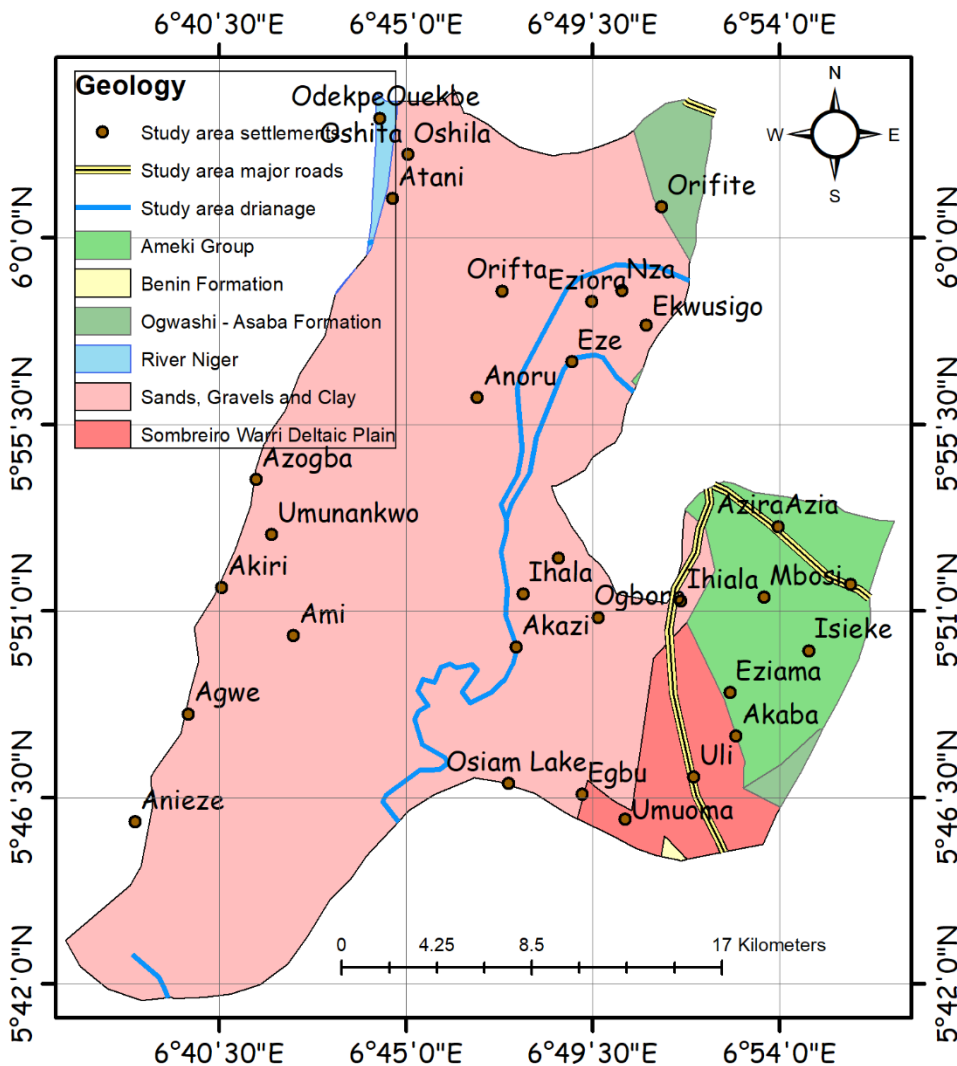 6°40'30"E 6°45'0"E 6°49'30"E 6°54'0"E
Geology
Study area settlements
Study area major roads
Study area drianage
Ameki Group
Benin Formation
Ogwashi - Asaba Formation
River Niger
Sands, Gravels and Clay
Sombreiro Warri Deltaic Plain
N
W E
S
OdekpeOuekbe
Oshita Oshila
Atani
Orifite
6°0'0"N 6°0'0"N
Orifta
Eziora
Nza
Ekwusigo
Eze
Anoru
5°55'30"N 5°55'30"N
Azogba
AziraAzia
Umunankwo
Akiri
Ihala
Ogboro
Ihiala
Mbosi
5°51'0"N 5°51'0"N
Ami
Akazi
Isieke
Eziama
Agwe
Akaba
Osiam Lake
Egbu
Uli
5°46'30"N 5°46'30"N
Anieze
Umuoma
0 4.25 8.5 17 Kilometers
5°42'0"N 5°42'0"N
6°40'30"E 6°45'0"E 6°49'30"E 6°54'0"E